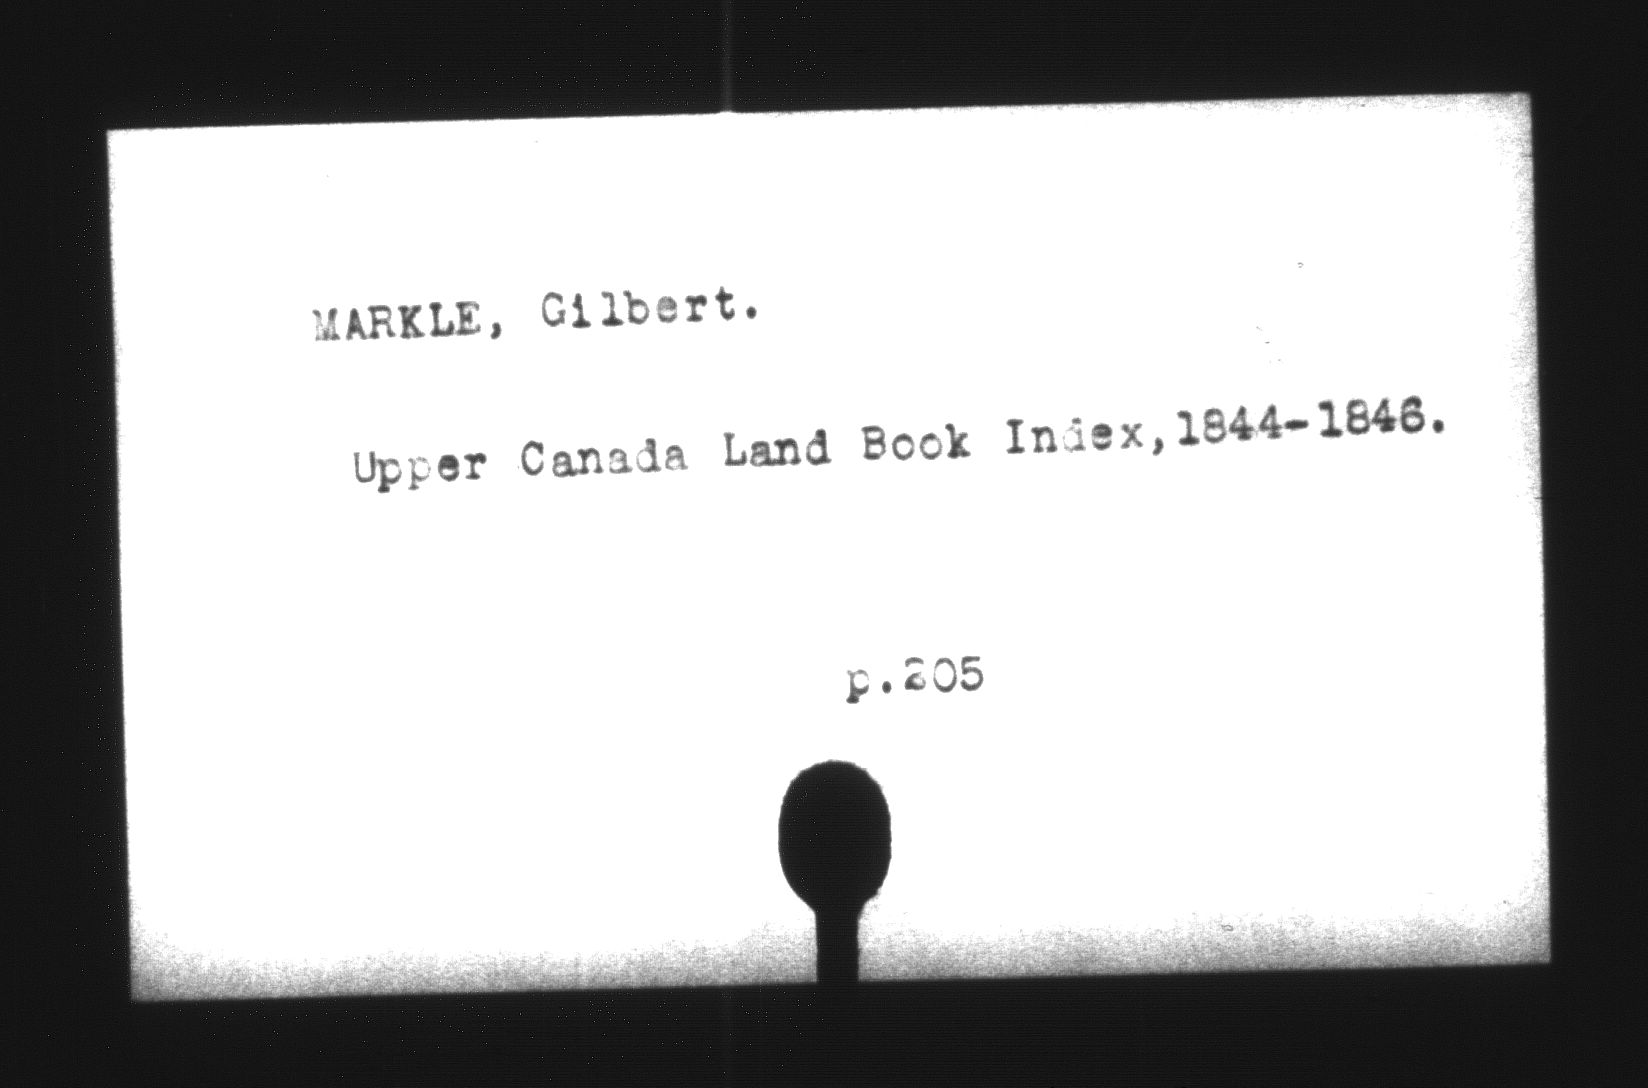 MARKLE, Gilbert.
Upper Canada Land Book Index,1844-1846.
p.205